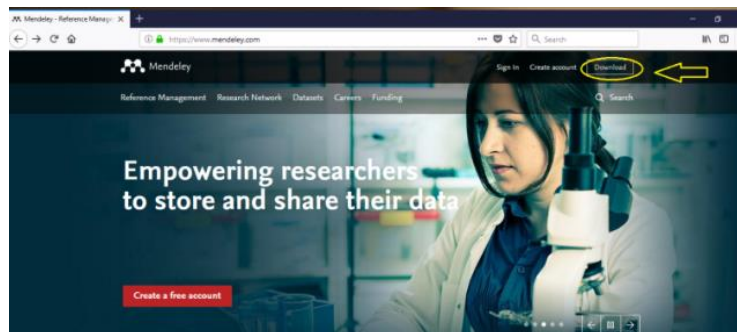 Mendeley - Reference Manag
https://www.mendeley.com
Search
Mendeley
Sign In Create account Download
Reference Management Research Network Datasets Careers Funding Search
Empowering researchers
to store and share their data
Create a free account